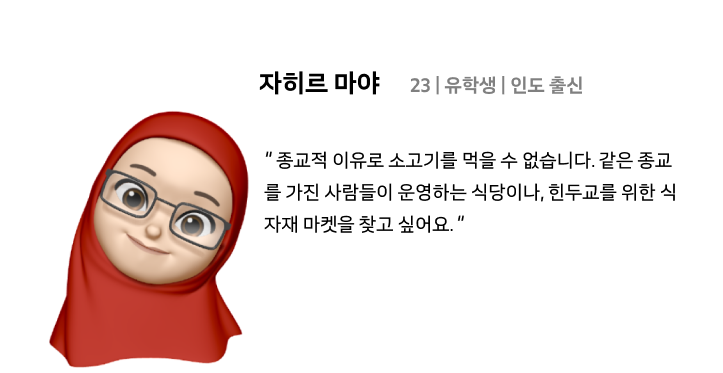 자히르 마야 23 | 유학생 | 인도 출신
" 종교적 이유로 소고기를 먹을 수 없습니다. 같은 종교
를 가진 사람들이 운영하는 식당이나, 힌두교를 위한 식
자재 마켓을 찾고 싶어요. "